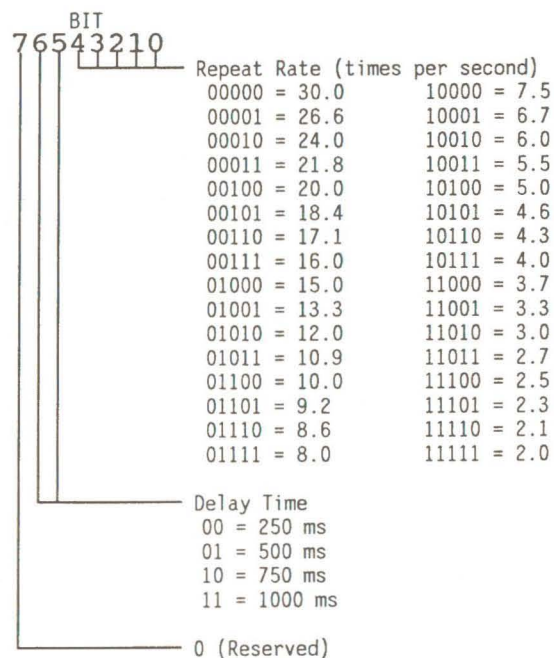 BIT
76543210
Repeat Rate (times per second)
00000 = 30.0 10000 = 7.5
00001 = 26.6 10001 = 6.7
00010 = 24.0 10010 = 6.0
00011 = 21.8 10011 = 5.5
00100 = 20.0 10100 = 5.0
00101 = 18.4 10101 = 4.6
00110 = 17.1 10110 = 4.3
00111 = 16.0 10111 = 4.0
01000 = 15.0 11000 = 3.7
01001 = 13.3 11001 = 3.3
01010 = 12.0 11010 = 3.0
01011 = 10.9 11011 = 2.7
01100 = 10.0 11100 = 2.5
01101 = 9.2 11101 = 2.3
01110 = 8.6 11110 = 2.1
01111 = 8.0 11111 = 2.0
Delay Time
00 = 250 ms
01 = 500 ms
10 = 750 ms
11 = 1000 ms
0 (Reserved)